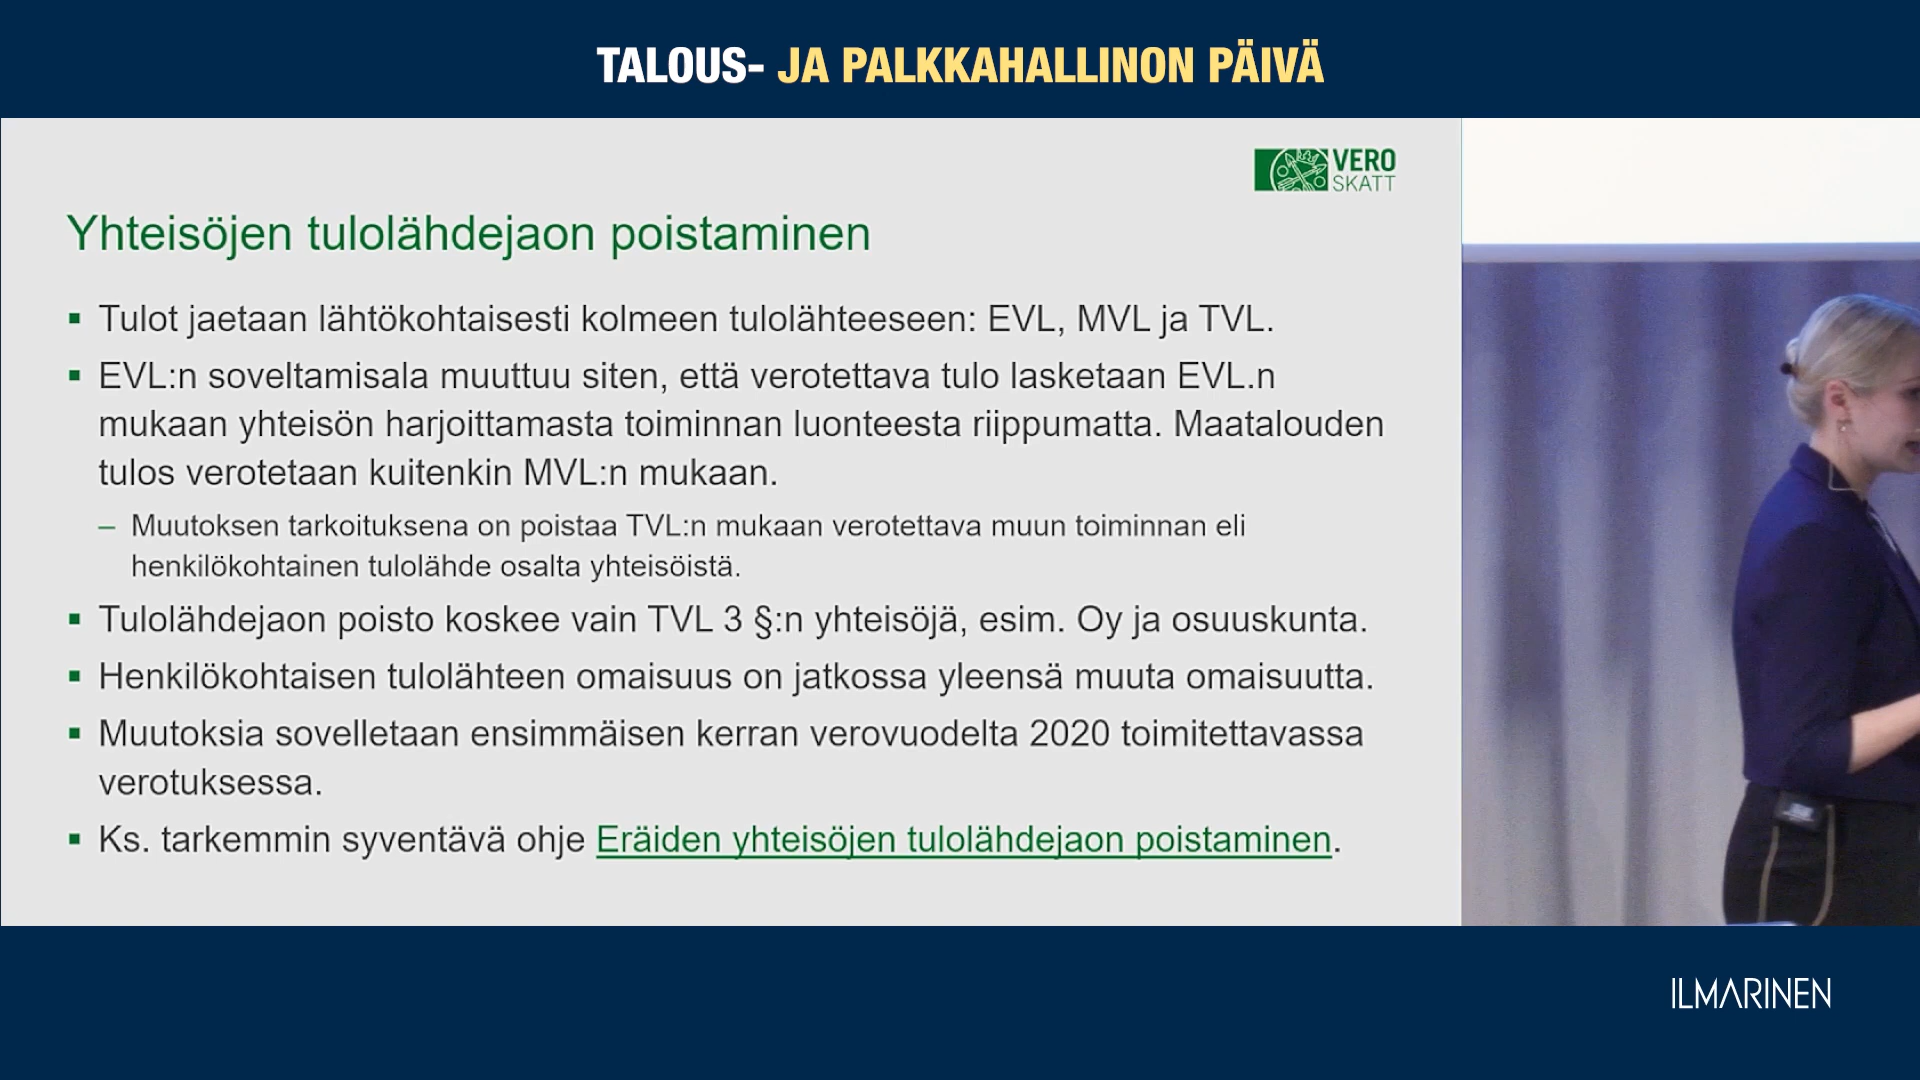 TALOUS- JA PALKKAHALLINON PÄIVÄ
VERO
SKATT
Yhteisöjen tulolähdejaon poistaminen
▪ Tulot jaetaan lähtökohtaisesti kolmeen tulolähteeseen: EVL, MVL ja TVL.
▪ EVL:n soveltamisala muuttuu siten, että verotettava tulo lasketaan EVL.n
mukaan yhteisön harjoittamasta toiminnan luonteesta riippumatta. Maatalouden
tulos verotetaan kuitenkin MVL:n mukaan.
– Muutoksen tarkoituksena on poistaa TVL:n mukaan verotettava muun toiminnan eli
henkilökohtainen tulolähde osalta yhteisöistä.
▪ Tulolähdejaon poisto koskee vain TVL 3 §:n yhteisöjä, esim. Oy ja osuuskunta.
▪ Henkilökohtaisen tulolähteen omaisuus on jatkossa yleensä muuta omaisuutta.
▪ Muutoksia sovelletaan ensimmäisen kerran verovuodelta 2020 toimitettavassa
verotuksessa.
▪ Ks. tarkemmin syventävä ohje Eräiden yhteisöjen tulolähdejaon poistaminen.
ILMARINEN